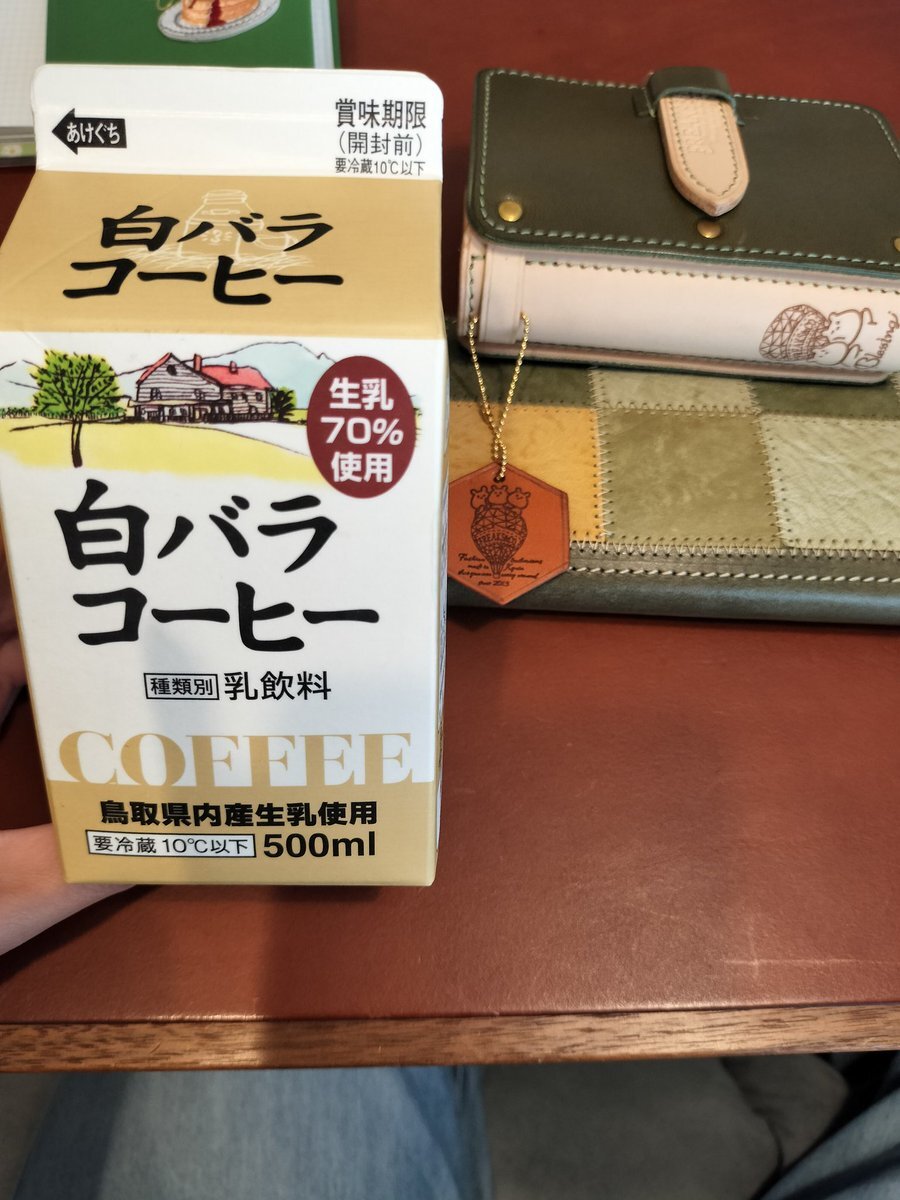 あけぐち
賞味期限
(開封前)
要冷蔵10℃以下
白バラ
コーヒー
生乳
70%
使用
白バラ
コーヒー
種類別 乳飲料
COFFEE
鳥取県内産生乳使用
要冷蔵 10℃以下 500ml